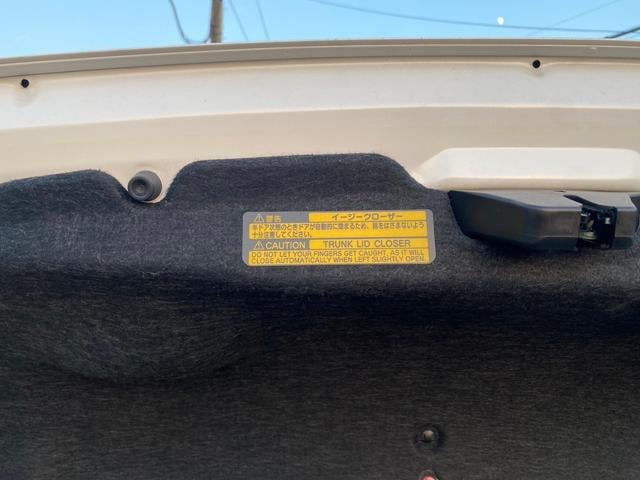 ⚠警告 イージークローザー
半ドア状態のときドアが自動的に閉まるため、指をはさまないよう
十分注意してください。
⚠CAUTION TRUNK LID CLOSER
DO NOT LET YOUR FINGERS GET CAUGHT, AS IT WILL
CLOSE AUTOMATICALLY WHEN LEFT SLIGHTLY OPEN.